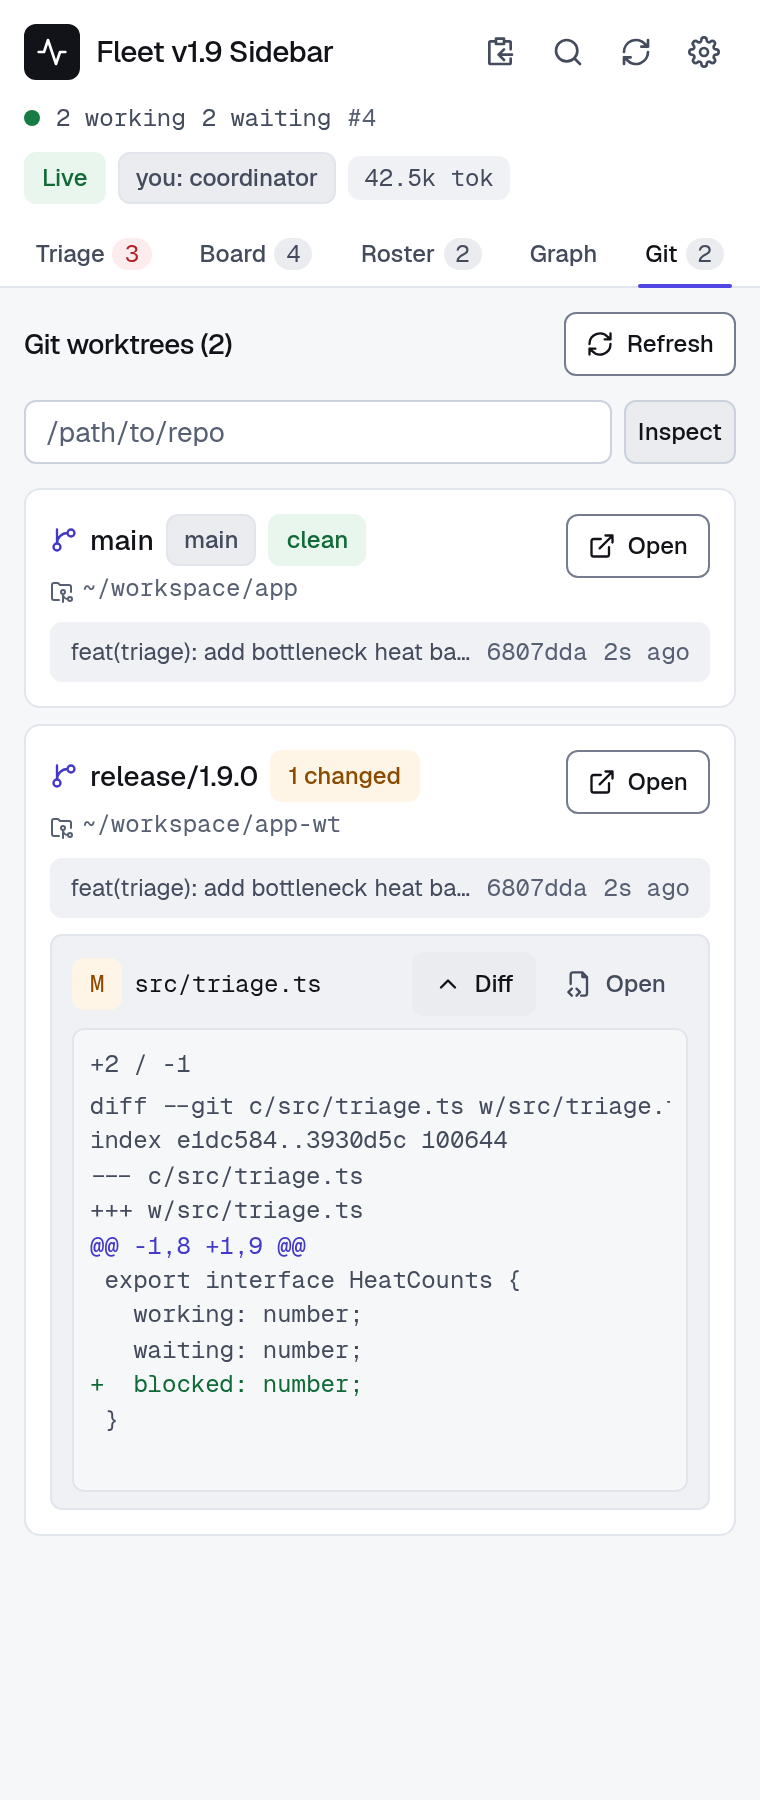 Fleet v1.9 Sidebar
2 working 2 waiting #4
Live you: coordinator 42.5k tok
Triage 3 Board 4 Roster 2 Graph Git 2
Git worktrees (2) Refresh
/path/to/repo Inspect
main main clean Open
~/workspace/app
feat(triage): add bottleneck heat ba... 6807dda 2s ago
release/1.9.0 1 changed Open
~/workspace/app-wt
feat(triage): add bottleneck heat ba... 6807dda 2s ago
M src/triage.ts Diff Open
+2 / -1
diff --git c/src/triage.ts w/src/triage.
index e1dc584..3930d5c 100644
--- c/src/triage.ts
+++ w/src/triage.ts
@@ -1,8 +1,9 @@
 export interface HeatCounts {
   working: number;
   waiting: number;
+  blocked: number;
 }